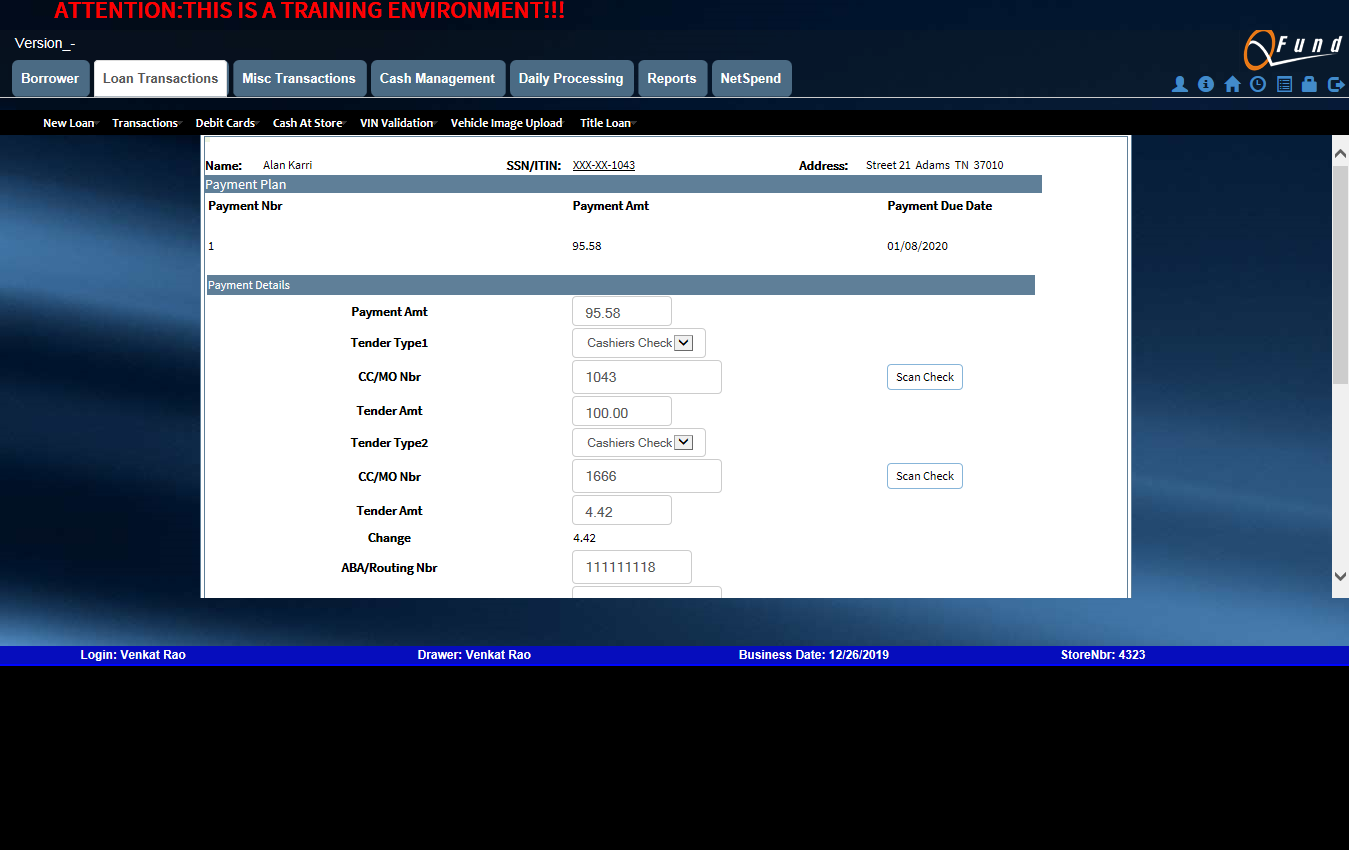 ATTENTION:THIS IS A TRAINING ENVIRONMENT!!!
Version_-
Fund
Borrower Loan Transactions Misc Transactions Cash Management Daily Processing Reports NetSpend
New Loan Transactions Debit Cards Cash At Store VIN Validation Vehicle Image Upload Title Loan
Name: Alan Karri SSN/ITIN: XXX-XX-1043 Address: Street 21 Adams TN 37010
Payment Plan
Payment Nbr Payment Amt Payment Due Date
1 95.58 01/08/2020
Payment Details
Payment Amt 95.58
Tender Type1 Cashiers Check
CC/MO Nbr 1043 Scan Check
Tender Amt 100.00
Tender Type2 Cashiers Check
CC/MO Nbr 1666 Scan Check
Tender Amt 4.42
Change 4.42
ABA/Routing Nbr 111111118
Login: Venkat Rao Drawer: Venkat Rao Business Date: 12/26/2019 StoreNbr: 4323